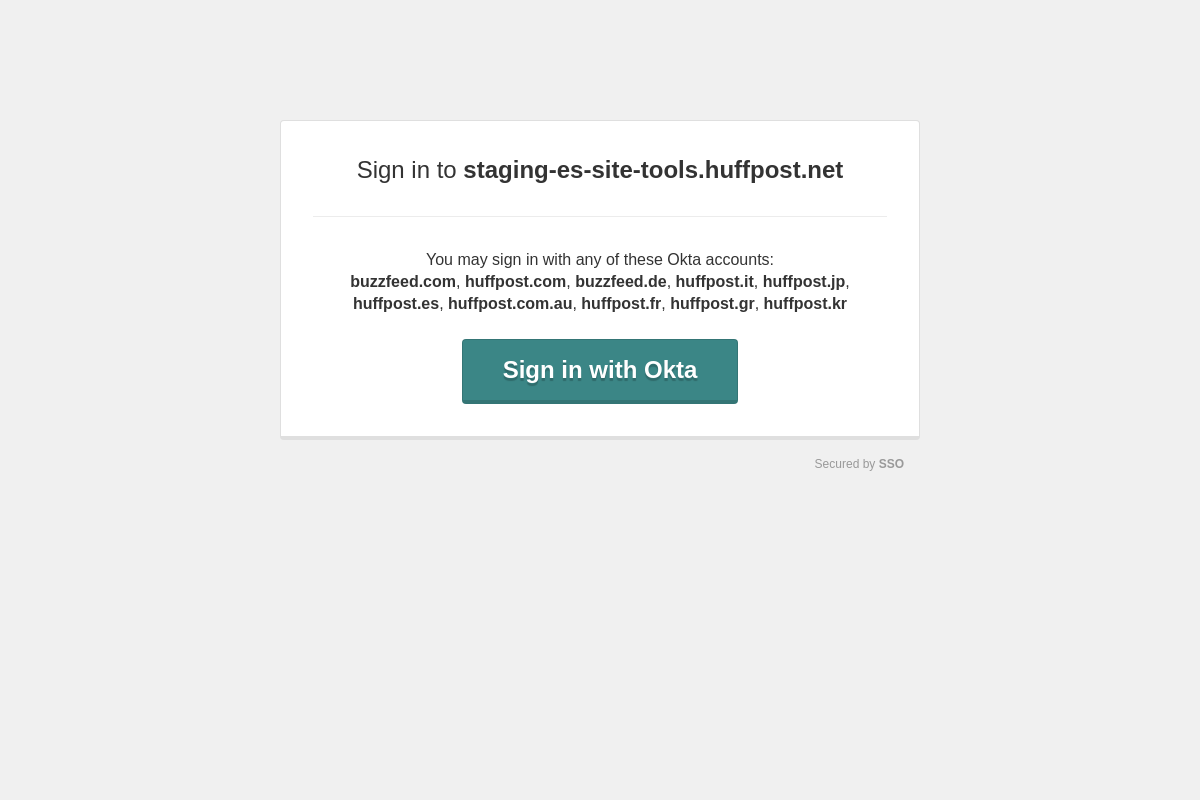 Sign in to staging-es-site-tools.huffpost.net
You may sign in with any of these Okta accounts:
buzzfeed.com, huffpost.com, buzzfeed.de, huffpost.it, huffpost.jp,
huffpost.es, huffpost.com.au, huffpost.fr, huffpost.gr, huffpost.kr
Sign in with Okta
Secured by SSO